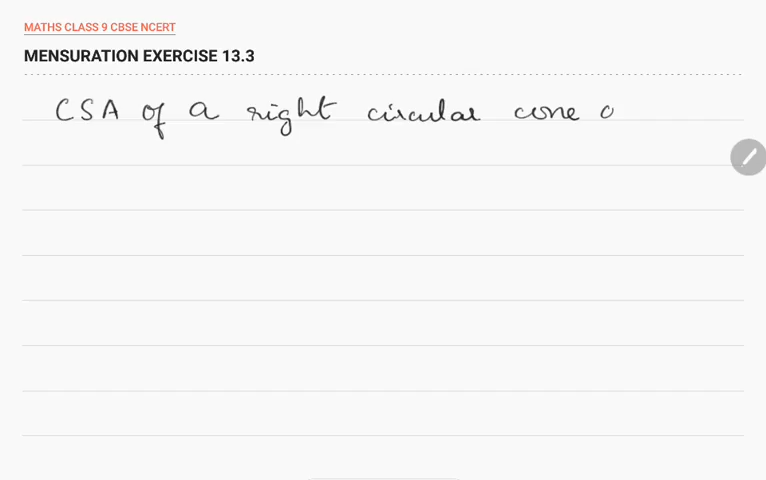 MATHS CLASS 9 CBSE NCERT
MENSURATION EXERCISE 13.3
CSA of a right circular cone o